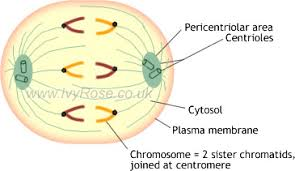 Pericentriolar area
Centrioles
www.IvyRose.co.uk
Cytosol
Plasma membrane
Chromosome = 2 sister chromatids,
joined at centromere